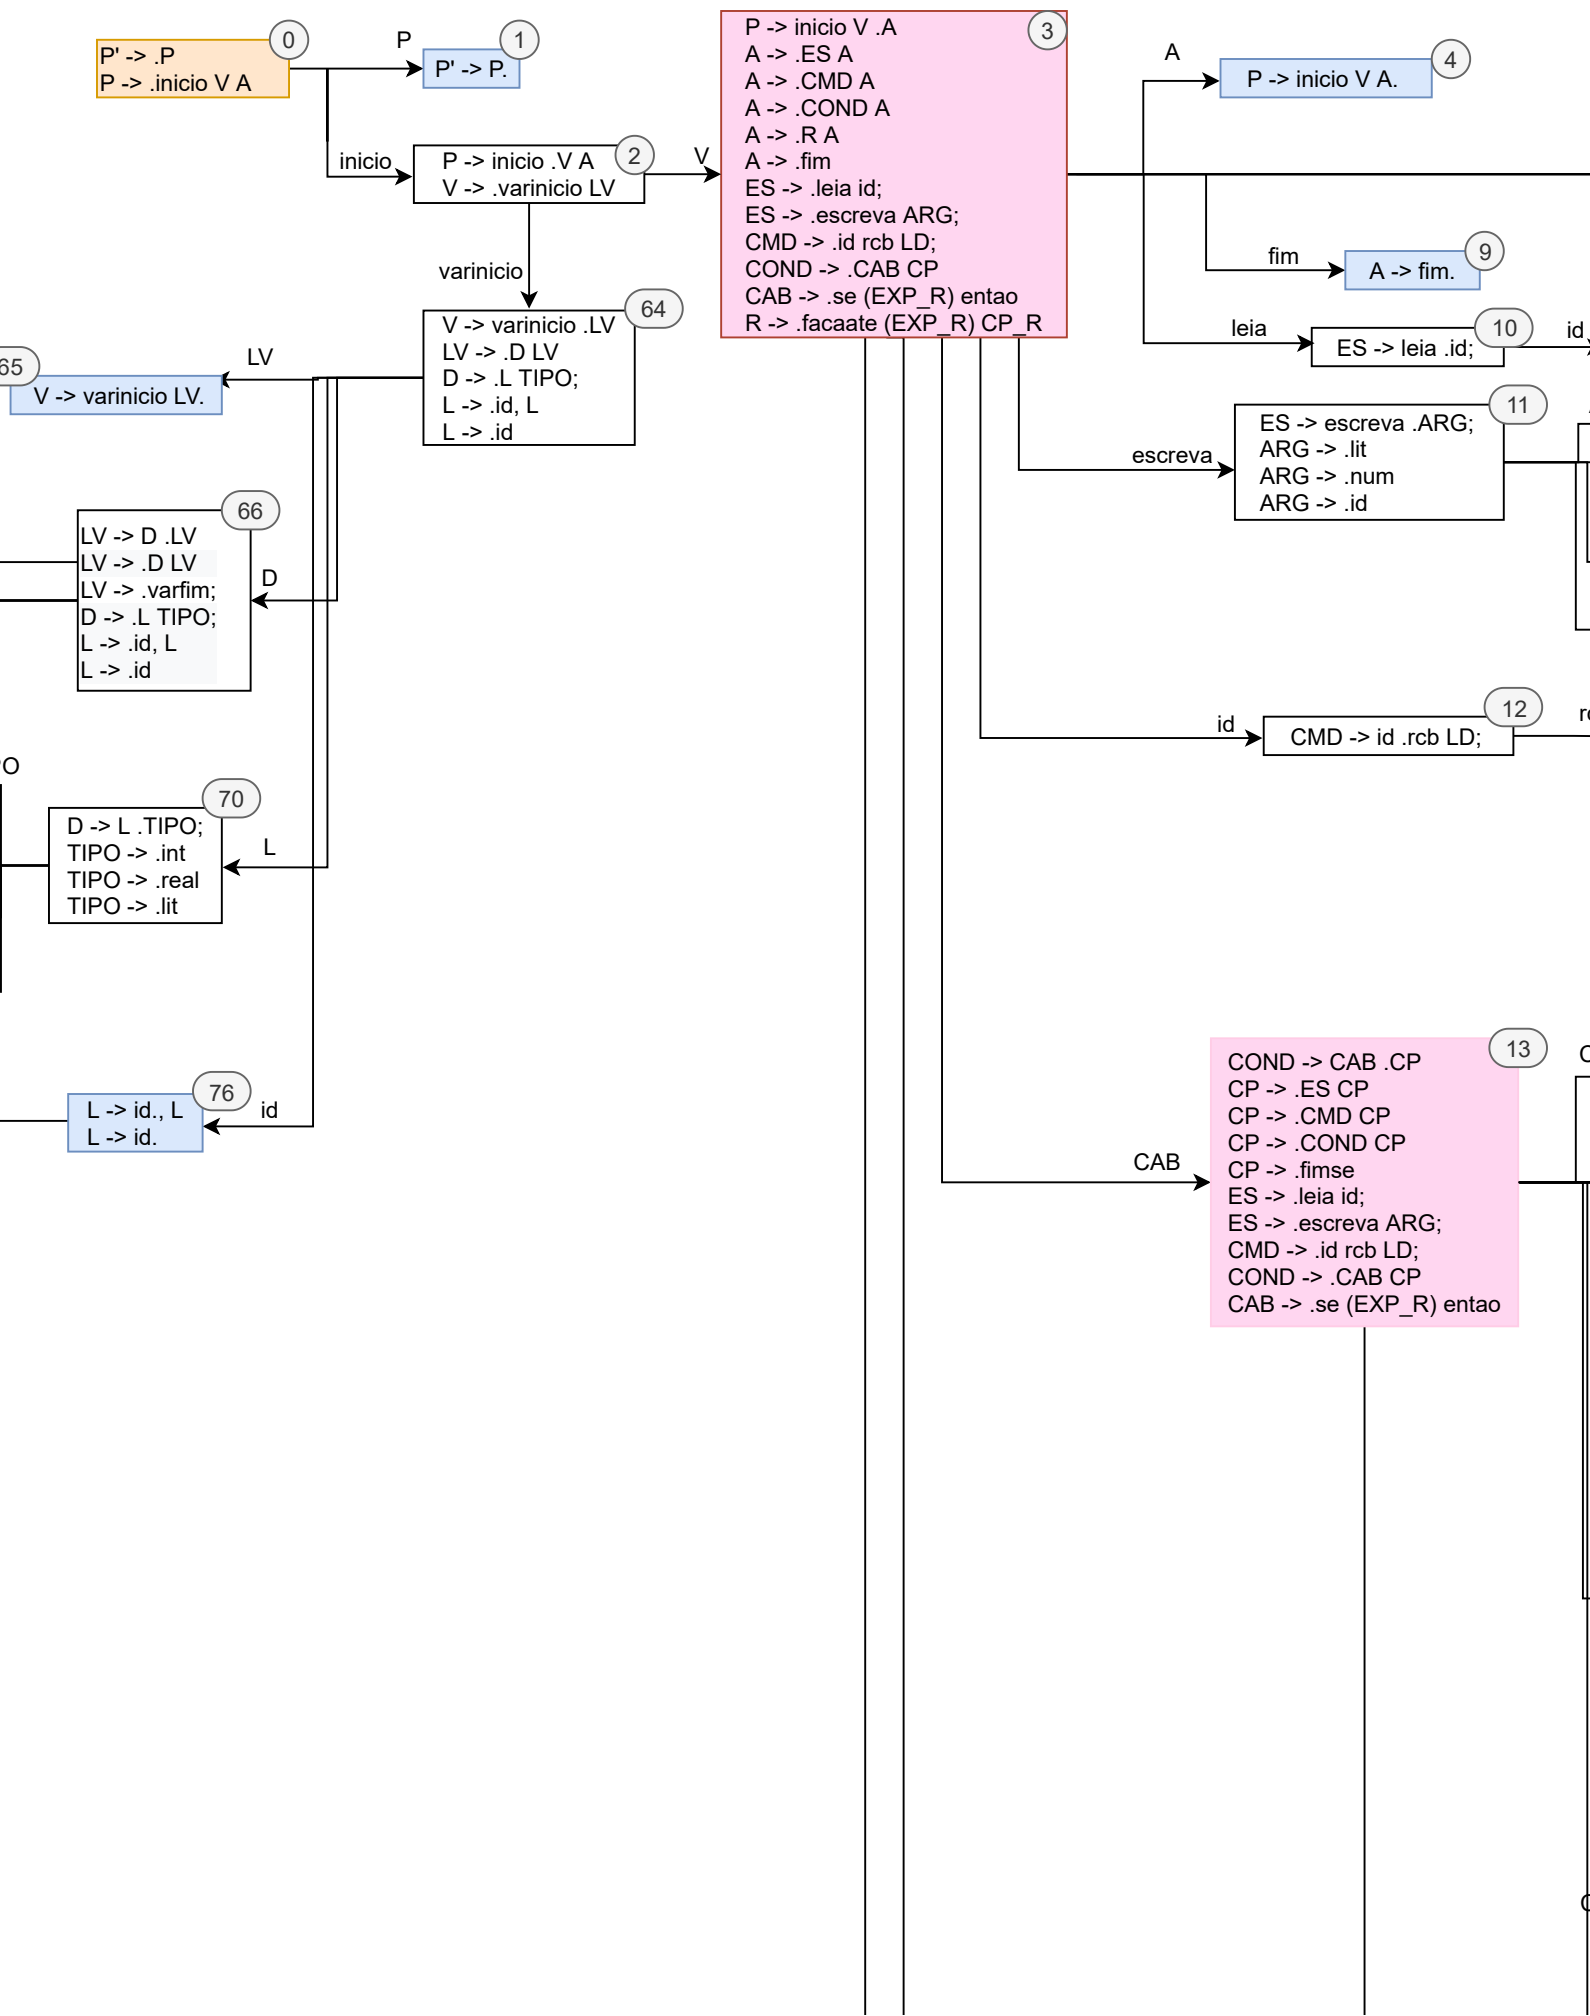 0
P' -> .P
P -> .inicio V A
P
1
P' -> P.
inicio
2
P -> inicio .V A
V -> .varinicio LV
V
3
P -> inicio V .A
A -> .ES A
A -> .CMD A
A -> .COND A
A -> .R A
A -> .fim
ES -> .leia id;
ES -> .escreva ARG;
CMD -> .id rcb LD;
COND -> .CAB CP
CAB -> .se (EXP_R) entao
R -> .facaate (EXP_R) CP_R
A
4
P -> inicio V A.
fim
9
A -> fim.
leia
10
ES -> leia .id;
id
varinicio
64
V -> varinicio .LV
LV -> .D LV
D -> .L TIPO;
L -> .id, L
L -> .id
LV
65
V -> varinicio LV.
escreva
11
ES -> escreva .ARG;
ARG -> .lit
ARG -> .num
ARG -> .id
66
LV -> D .LV
LV -> .D LV
LV -> .varfim;
D -> .L TIPO;
L -> .id, L
L -> .id
D
id
12
CMD -> id .rcb LD;
70
D -> L .TIPO;
TIPO -> .int
TIPO -> .real
TIPO -> .lit
L
76
L -> id., L
L -> id.
id
CAB
13
COND -> CAB .CP
CP -> .ES CP
CP -> .CMD CP
CP -> .COND CP
CP -> .fimse
ES -> .leia id;
ES -> .escreva ARG;
CMD -> .id rcb LD;
COND -> .CAB CP
CAB -> .se (EXP_R) entao